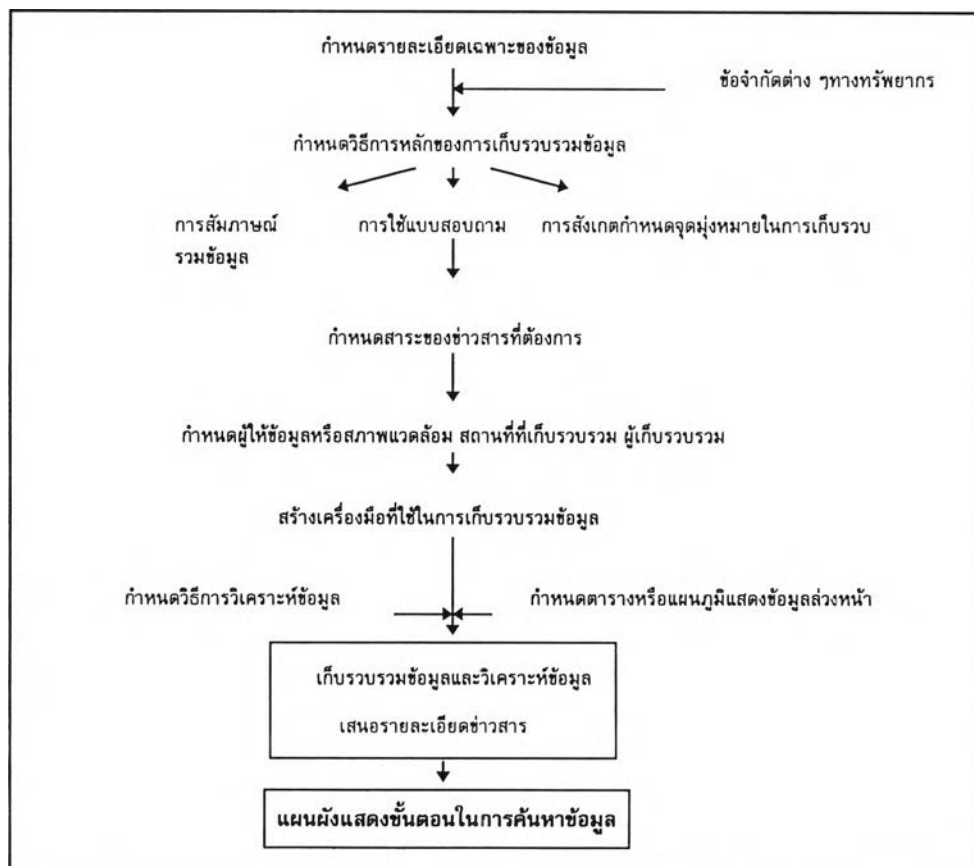 กำหนดรายละเอียดเฉพาะของข้อมูล
ข้อจำกัดต่าง ๆทางทรัพยากร
กำหนดวิธีการหลักของการเก็บรวบรวมข้อมูล
การสัมภาษณ์ การใช้แบบสอบถาม การสังเกตกำหนดจุดมุ่งหมายในการเก็บรวบ
รวมข้อมูล
กำหนดสาระของข่าวสารที่ต้องการ
กำหนดผู้ให้ข้อมูลหรือสภาพแวดล้อม สถานที่ที่เก็บรวบรวม ผู้เก็บรวบรวม
สร้างเครื่องมือที่ใช้ในการเก็บรวบรวมข้อมูล
กำหนดวิธีการวิเคราะห์ข้อมูล กำหนดตารางหรือแผนภูมิแสดงข้อมูลล่วงหน้า
เก็บรวบรวมข้อมูลและวิเคราะห์ข้อมูล
เสนอรายละเอียดข่าวสาร
แผนผังแสดงขั้นตอนในการค้นหาข้อมูล